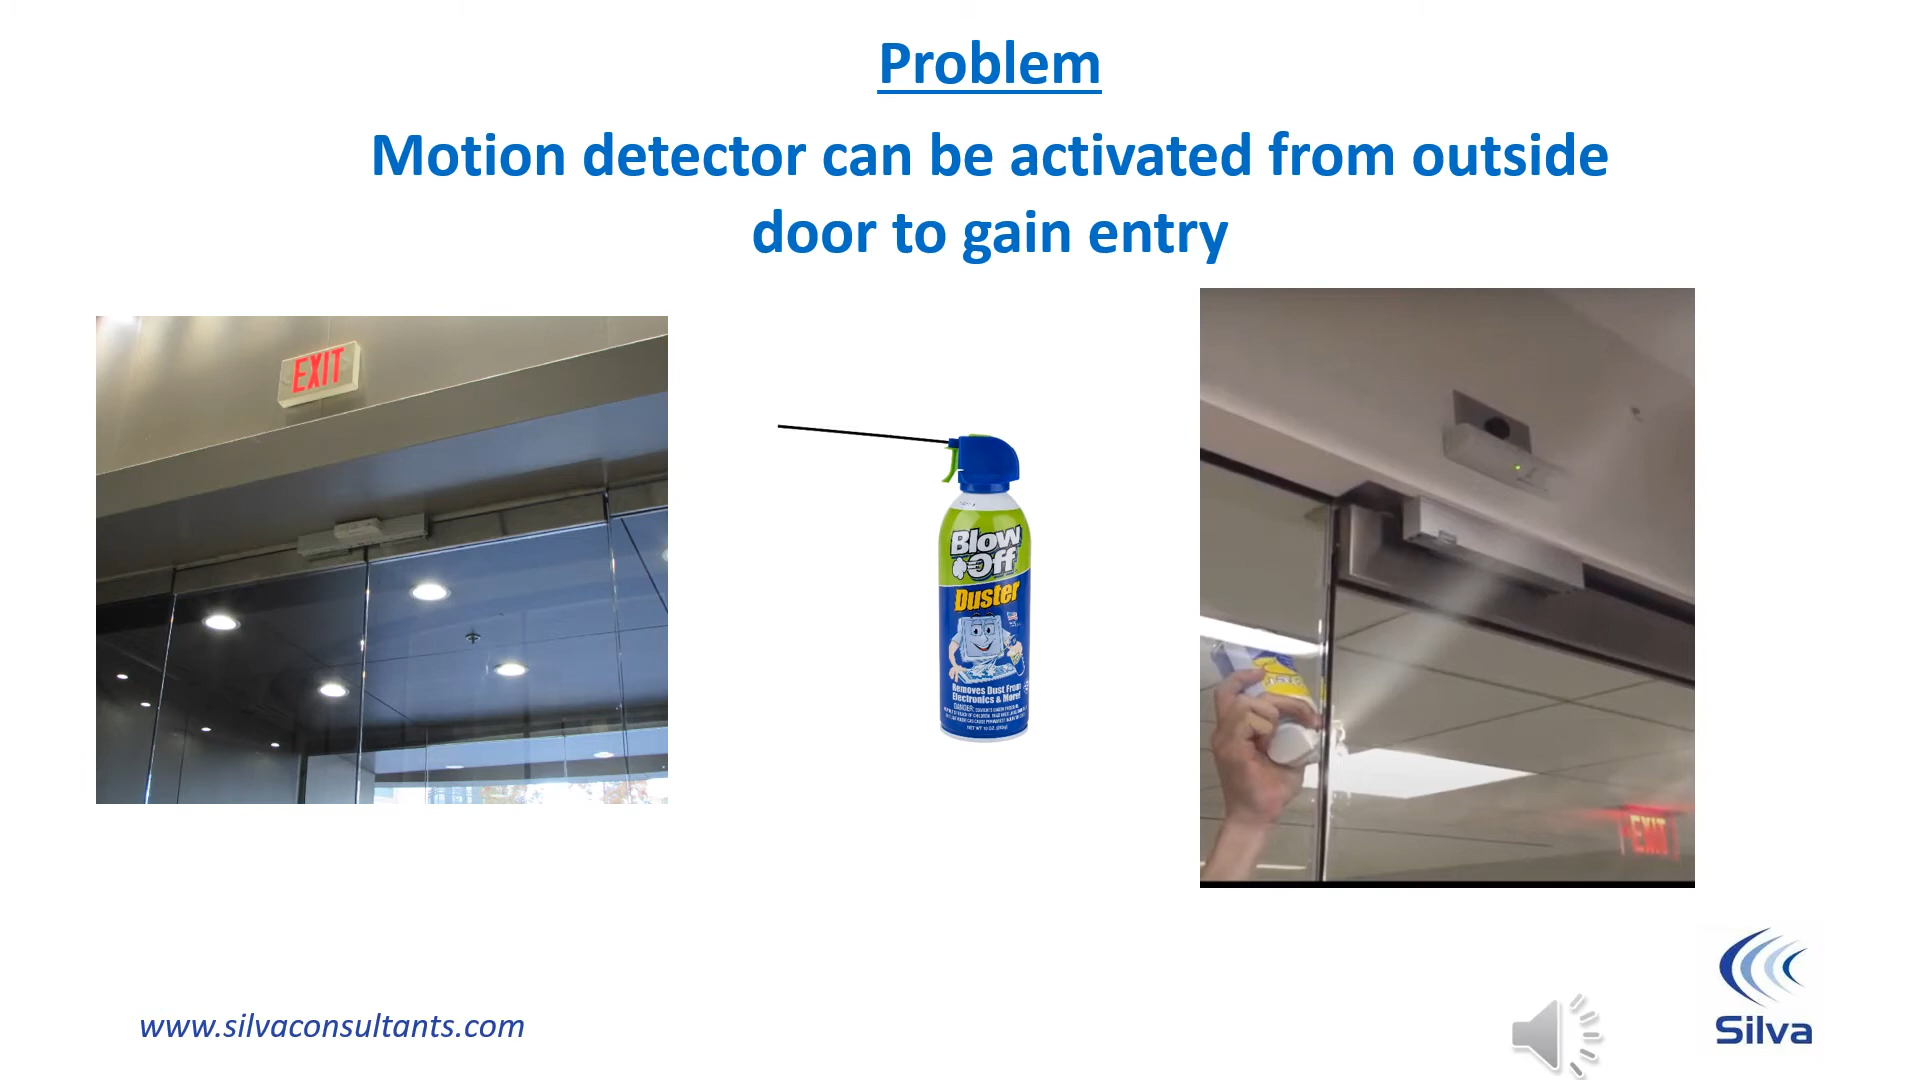 Problem
Motion detector can be activated from outside
door to gain entry
EXIT
Blow
Off
Duster
Removes Dust From
Electronics & More!
EXIT
www.silvaconsultants.com
Silva